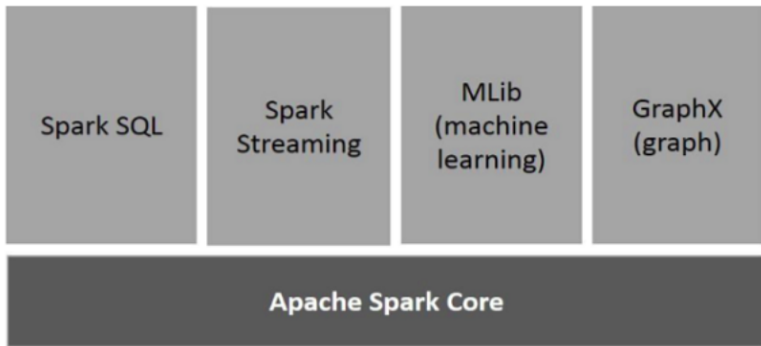 Spark SQL
Spark
Streaming
MLib
(machine
learning)
GraphX
(graph)
Apache Spark Core